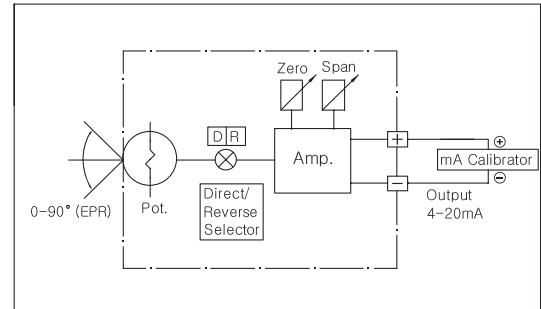 Zero Span
D R
+
⊕
Amp.
mA Calibrator
−
⊖
0-90° (EPR)
Pot.
Direct/
Reverse
Selector
Output
4-20mA